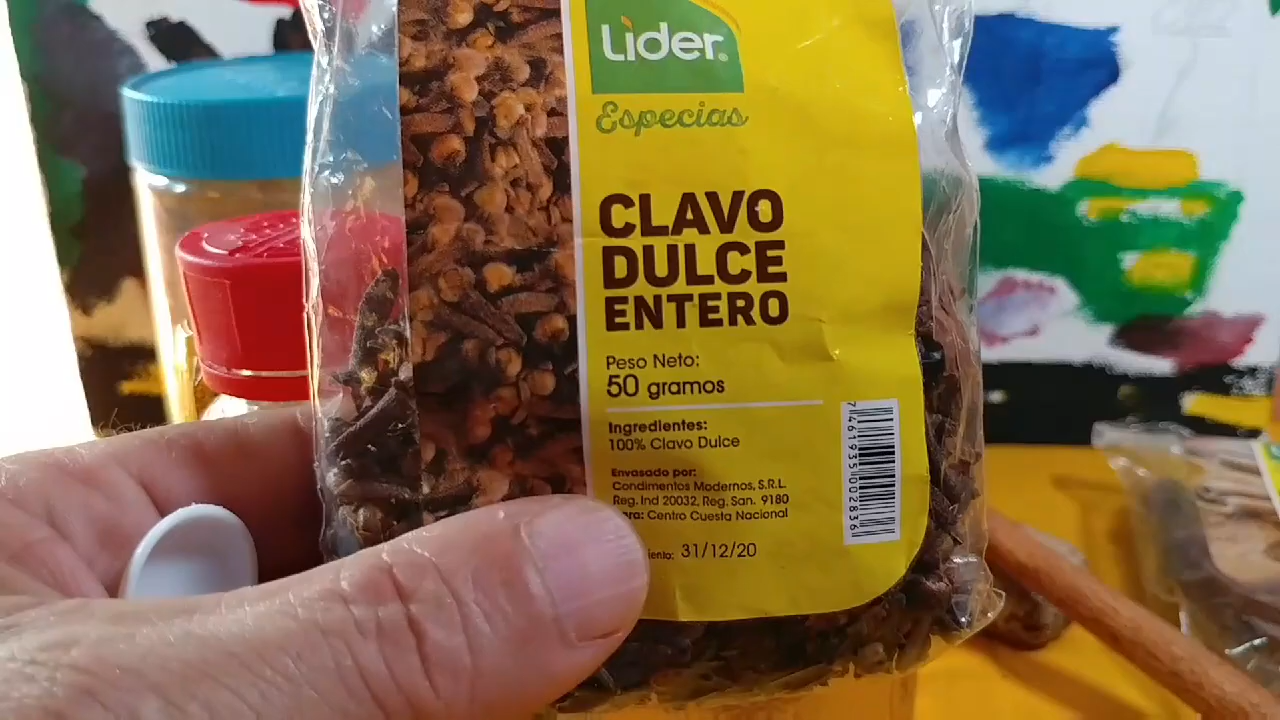 Lider®
Especias
CLAVO
DULCE
ENTERO
Peso Neto:
50 gramos
Ingredientes:
100% Clavo Dulce
Envasado por:
Condimentos Modernos, S.R.L.
Reg. Ind 20032, Reg. San. 9180
Centro Cuesta Nacional
31/12/20
7461935002836